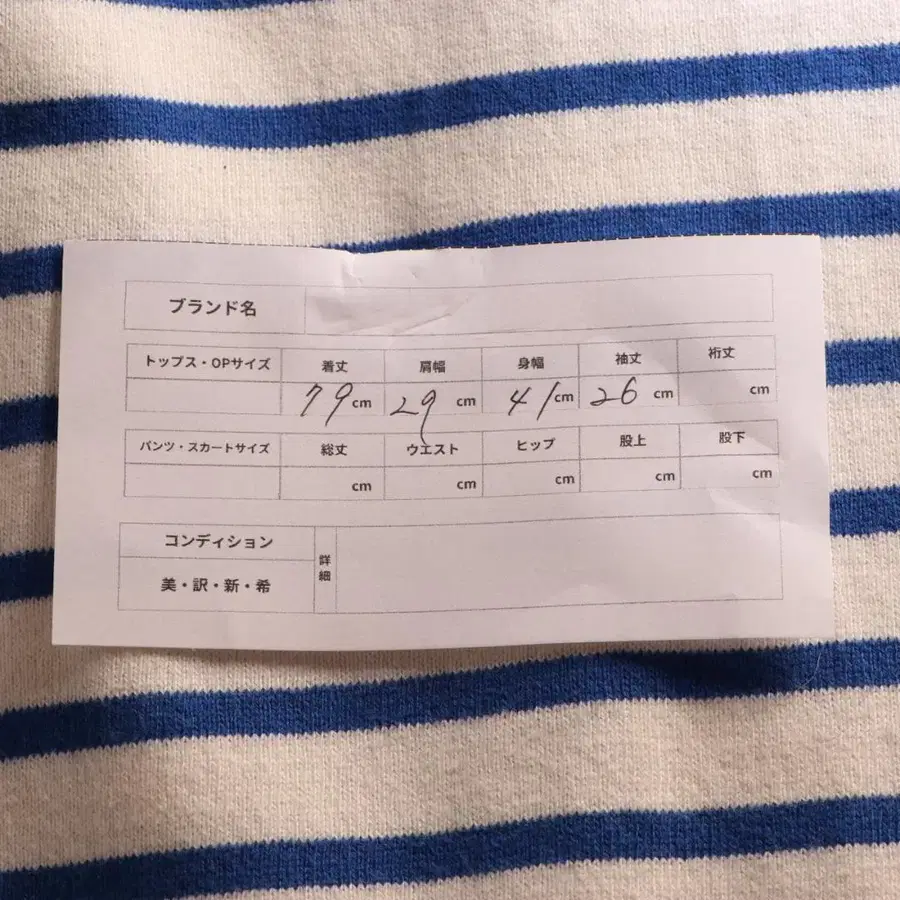 ブランド名
トップス・OPサイズ 着丈 肩幅 身幅 袖丈 裄丈
79 cm 29 cm 41 cm 26 cm cm
パンツ・スカートサイズ 総丈 ウエスト ヒップ 股上 股下
cm cm cm cm cm
コンディション 詳細
美・訳・新・希